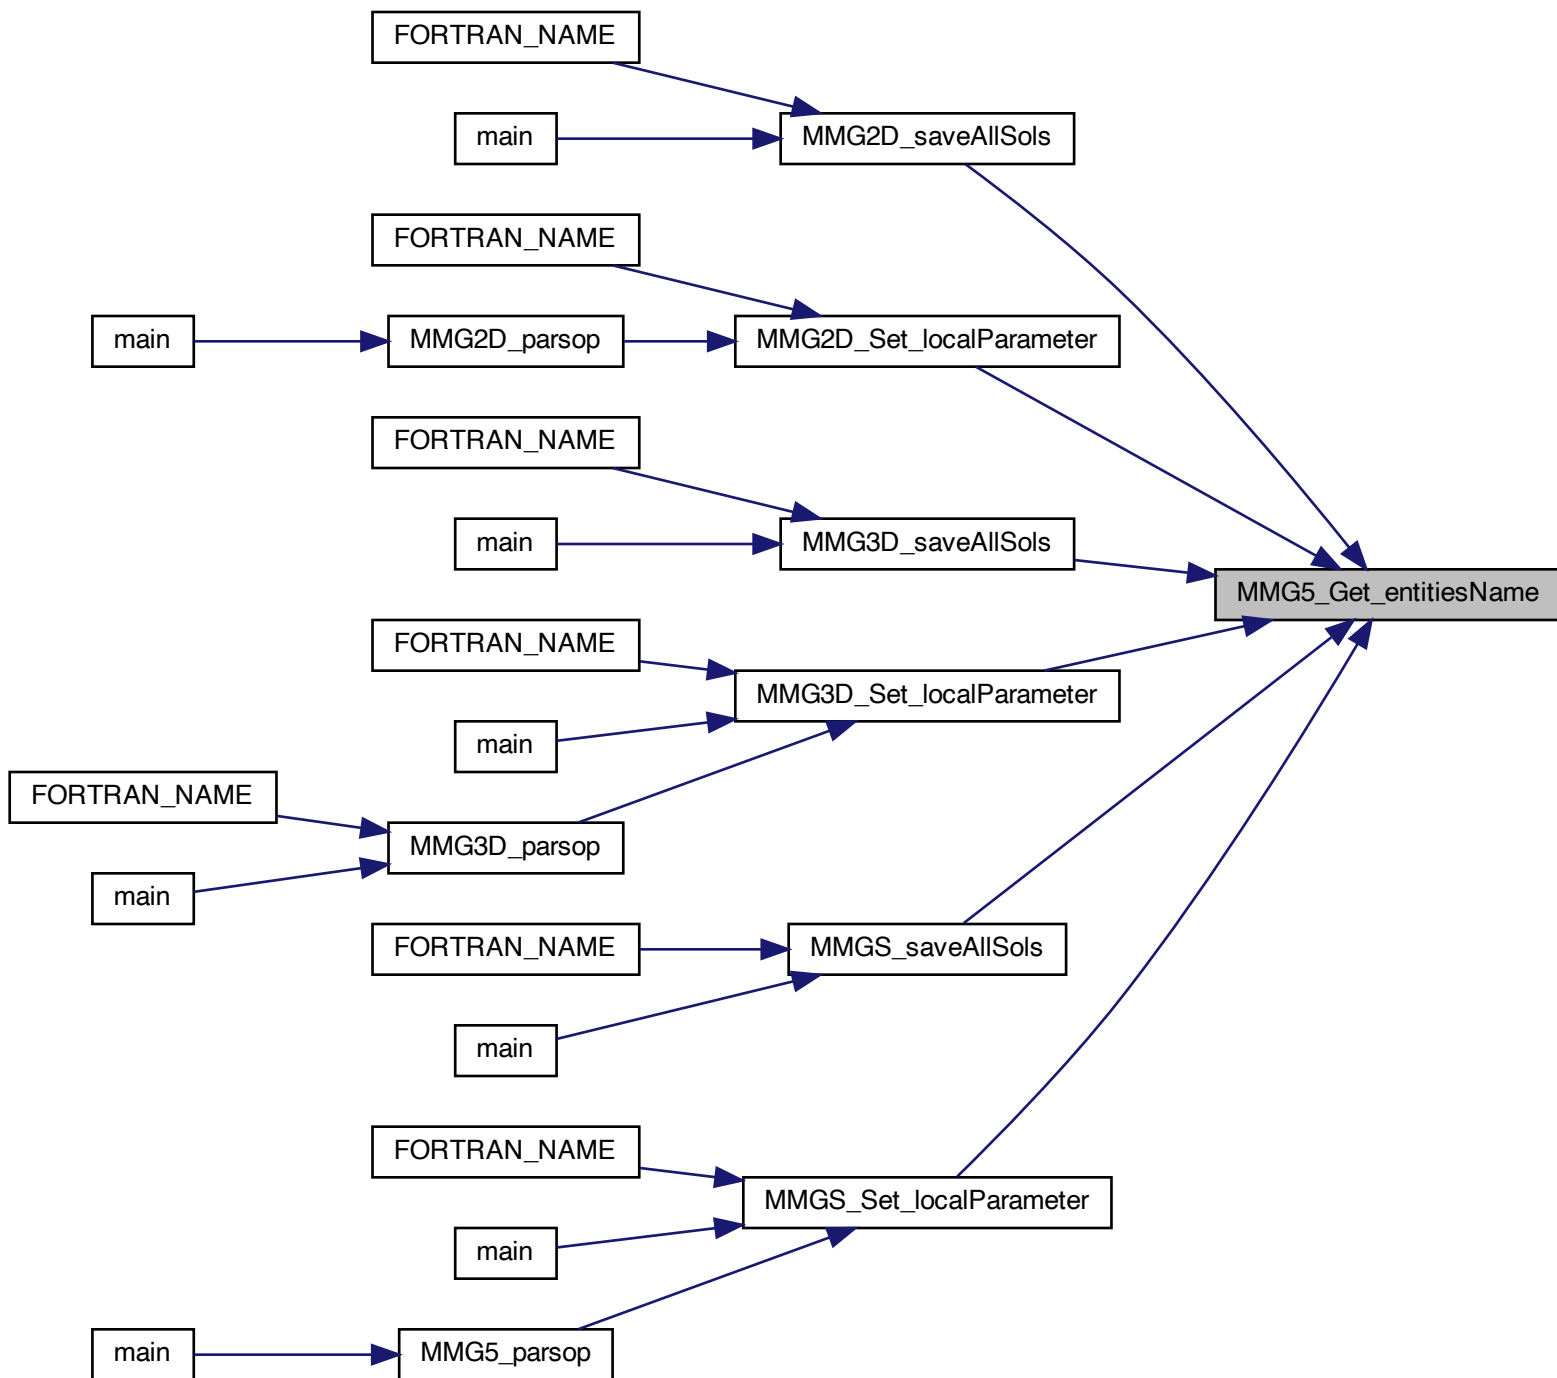 FORTRAN_NAME
main
MMG2D_saveAllSols
FORTRAN_NAME
main
MMG2D_parsop
MMG2D_Set_localParameter
FORTRAN_NAME
main
MMG3D_saveAllSols
MMG5_Get_entitiesName
FORTRAN_NAME
MMG3D_Set_localParameter
main
FORTRAN_NAME
MMG3D_parsop
main
FORTRAN_NAME
MMGS_saveAllSols
main
FORTRAN_NAME
MMGS_Set_localParameter
main
main
MMG5_parsop